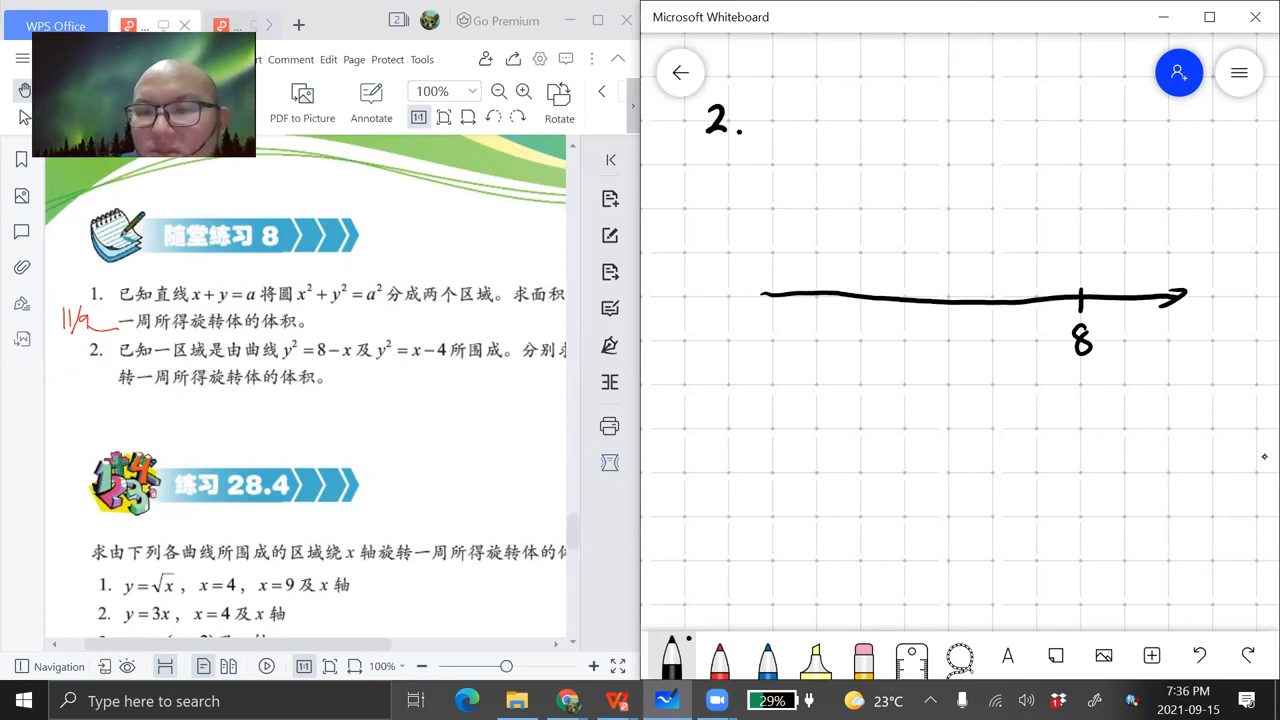 WPS Office
2
Go Premium
Microsoft Whiteboard
Comment Edit Page Protect Tools
100%
PDF to Picture
Annotate
Rotate
随堂练习 8
1. 已知直线 x + y = a 将圆 x² + y² = a² 分成两个区域。求面积
一周所得旋转体的体积。
2. 已知一区域是由曲线 y² = 8 − x 及 y² = x − 4 所围成。分别
转一周所得旋转体的体积。
练习 28.4
求由下列各曲线所围成的区域绕 x 轴旋转一周所得旋转体的
1. y = √x , x = 4 , x = 9 及 x 轴
2. y = 3x , x = 4 及 x 轴
2.
8
Navigation
100%
Type here to search
29%
23°C
7:36 PM
2021-09-15